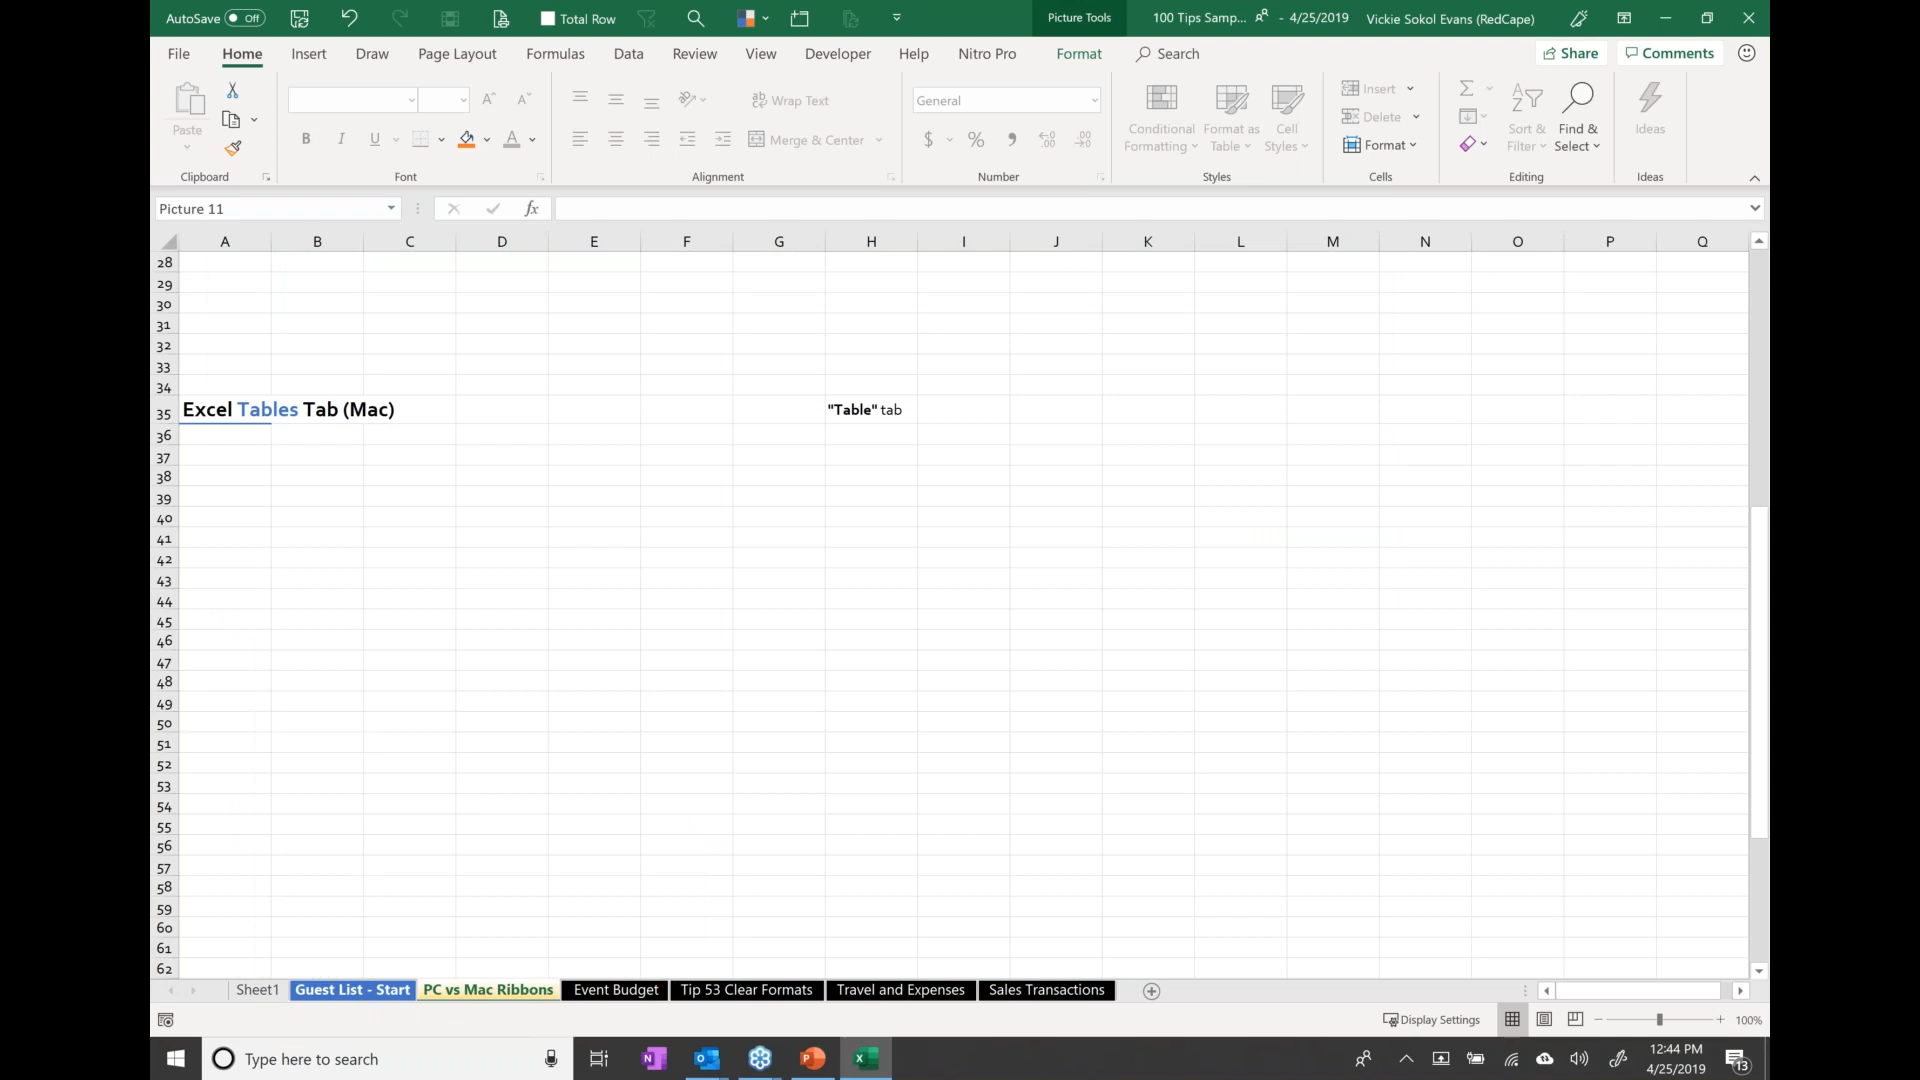 AutoSave Off Total Row Picture Tools 100 Tips Samp... - 4/25/2019 Vickie Sokol Evans (RedCape)
File Home Insert Draw Page Layout Formulas Data Review View Developer Help Nitro Pro Format Search Share Comments
Wrap Text General Insert
Paste Conditional Formatting Format as Table Cell Styles Delete Sort & Filter Find & Select Ideas
B I U A Merge & Center $ % Format
Clipboard Font Alignment Number Styles Cells Editing Ideas
Picture 11 fx
A B C D E F G H I J K L M N O P Q
28
29
30
31
32
33
34
35 Excel Tables Tab (Mac) "Table" tab
36
37
38
39
40
41
42
43
44
45
46
47
48
49
50
51
52
53
54
55
56
57
58
59
60
61
62
Sheet1 Guest List - Start PC vs Mac Ribbons Event Budget Tip 53 Clear Formats Travel and Expenses Sales Transactions
Display Settings 100%
Type here to search 12:44 PM
4/25/2019 13